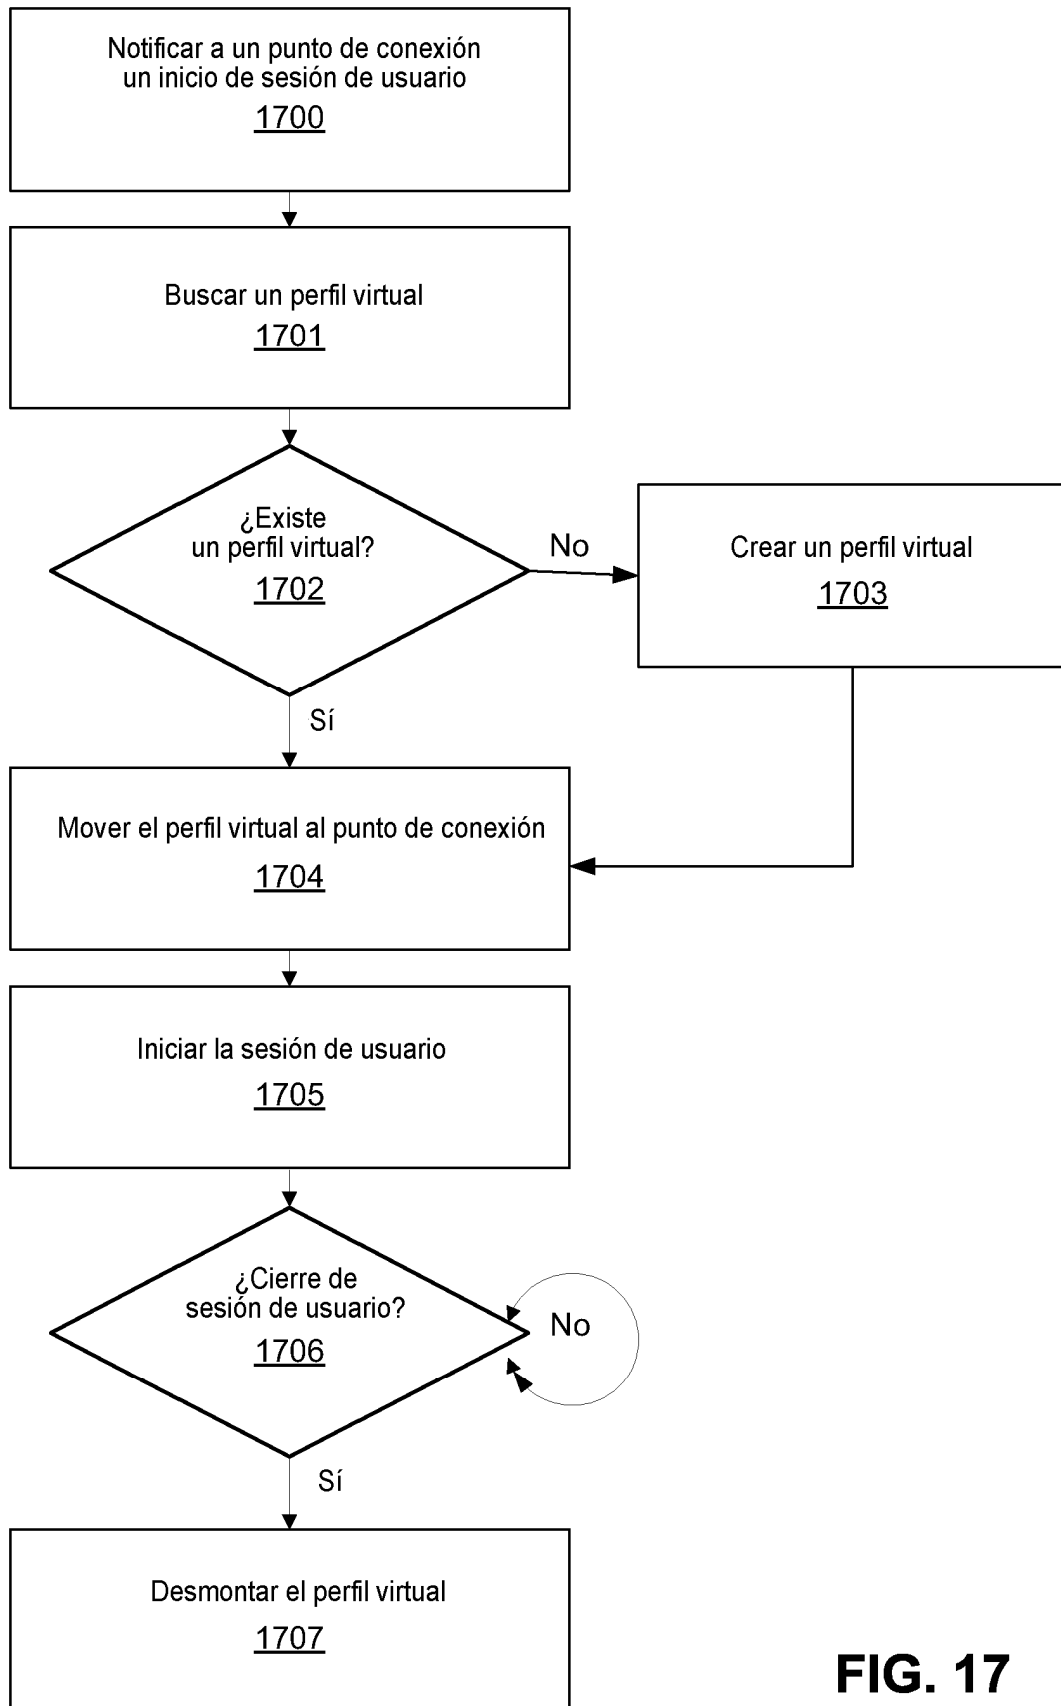 Notificar a un punto de conexión
un inicio de sesión de usuario
1700
Buscar un perfil virtual
1701
¿Existe
un perfil virtual?
1702
No
Crear un perfil virtual
1703
Sí
Mover el perfil virtual al punto de conexión
1704
Iniciar la sesión de usuario
1705
¿Cierre de
sesión de usuario?
1706
No
Sí
Desmontar el perfil virtual
1707
FIG. 17